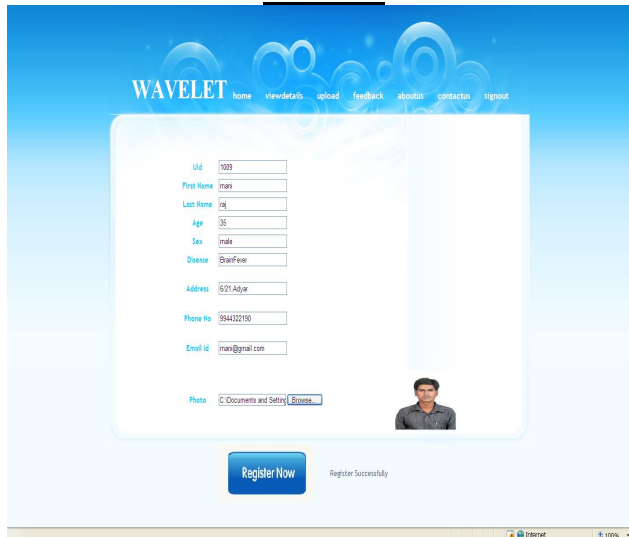 WAVELET home viewdetails upload feedback aboutus contactus signout
Uid 1009
First Name mani
Last Name raj
Age 35
Sex male
Disease BrainFever
Address 6/21,Adyar
Phone No 9944322190
Email Id mani@gmail.com
Photo C:\Documents and Setting Browse...
Register Now Register Successfully
Internet 100%